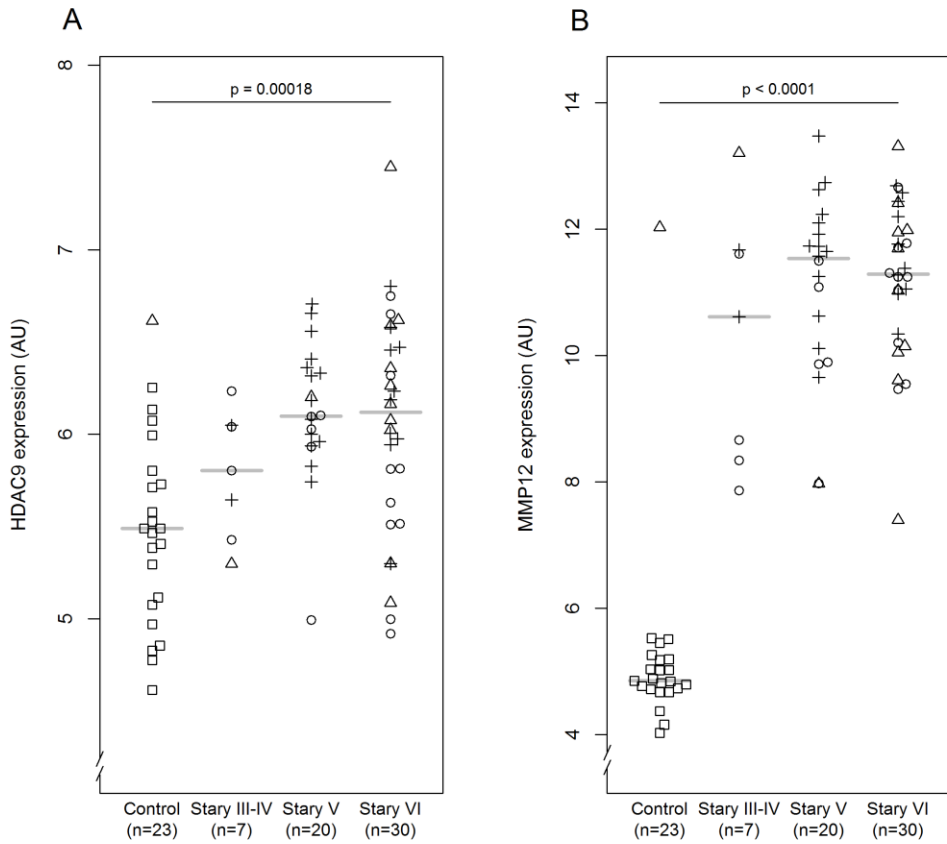 A
HDAC9 expression (AU)
8
7
6
5
p = 0.00018
Control
(n=23)
Stary III-IV
(n=7)
Stary V
(n=20)
Stary VI
(n=30)
B
MMP12 expression (AU)
14
12
10
8
6
4
p < 0.0001
Control
(n=23)
Stary III-IV
(n=7)
Stary V
(n=20)
Stary VI
(n=30)